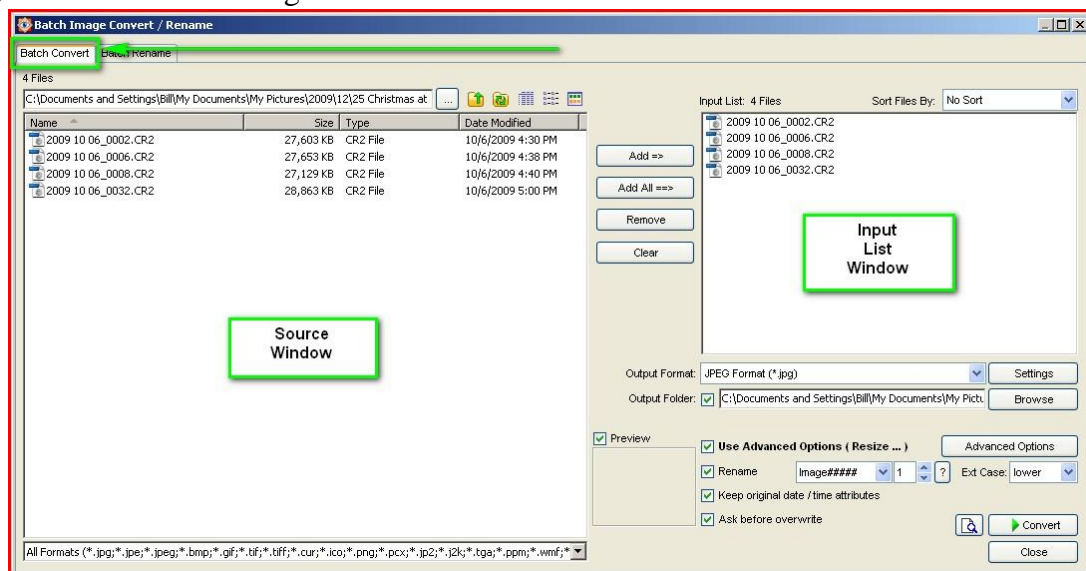 Batch Image Convert / Rename
Batch Convert Batch Rename
4 Files
C:\Documents and Settings\Bill\My Documents\My Pictures\2009\12\25 Christmas at ...
Name Size Type Date Modified
2009 10 06_0002.CR2 27,603 KB CR2 File 10/6/2009 4:30 PM
2009 10 06_0006.CR2 27,653 KB CR2 File 10/6/2009 4:38 PM
2009 10 06_0008.CR2 27,129 KB CR2 File 10/6/2009 4:40 PM
2009 10 06_0032.CR2 28,863 KB CR2 File 10/6/2009 5:00 PM
Source
Window
All Formats (*.jpg;*.jpe;*.jpeg;*.bmp;*.gif;*.tif;*.tiff;*.cur;*.ico;*.png;*.pcx;*.jp2;*.j2k;*.tga;*.ppm;*.wmf;*
Add =>
Add All ==>
Remove
Clear
Input List: 4 Files Sort Files By: No Sort
2009 10 06_0002.CR2
2009 10 06_0006.CR2
2009 10 06_0008.CR2
2009 10 06_0032.CR2
Input
List
Window
Output Format: JPEG Format (*.jpg) Settings
Output Folder: C:\Documents and Settings\Bill\My Documents\My Pictu Browse
Preview
Use Advanced Options ( Resize ... ) Advanced Options
Rename Image##### 1 ? Ext Case: lower
Keep original date / time attributes
Ask before overwrite
Convert
Close